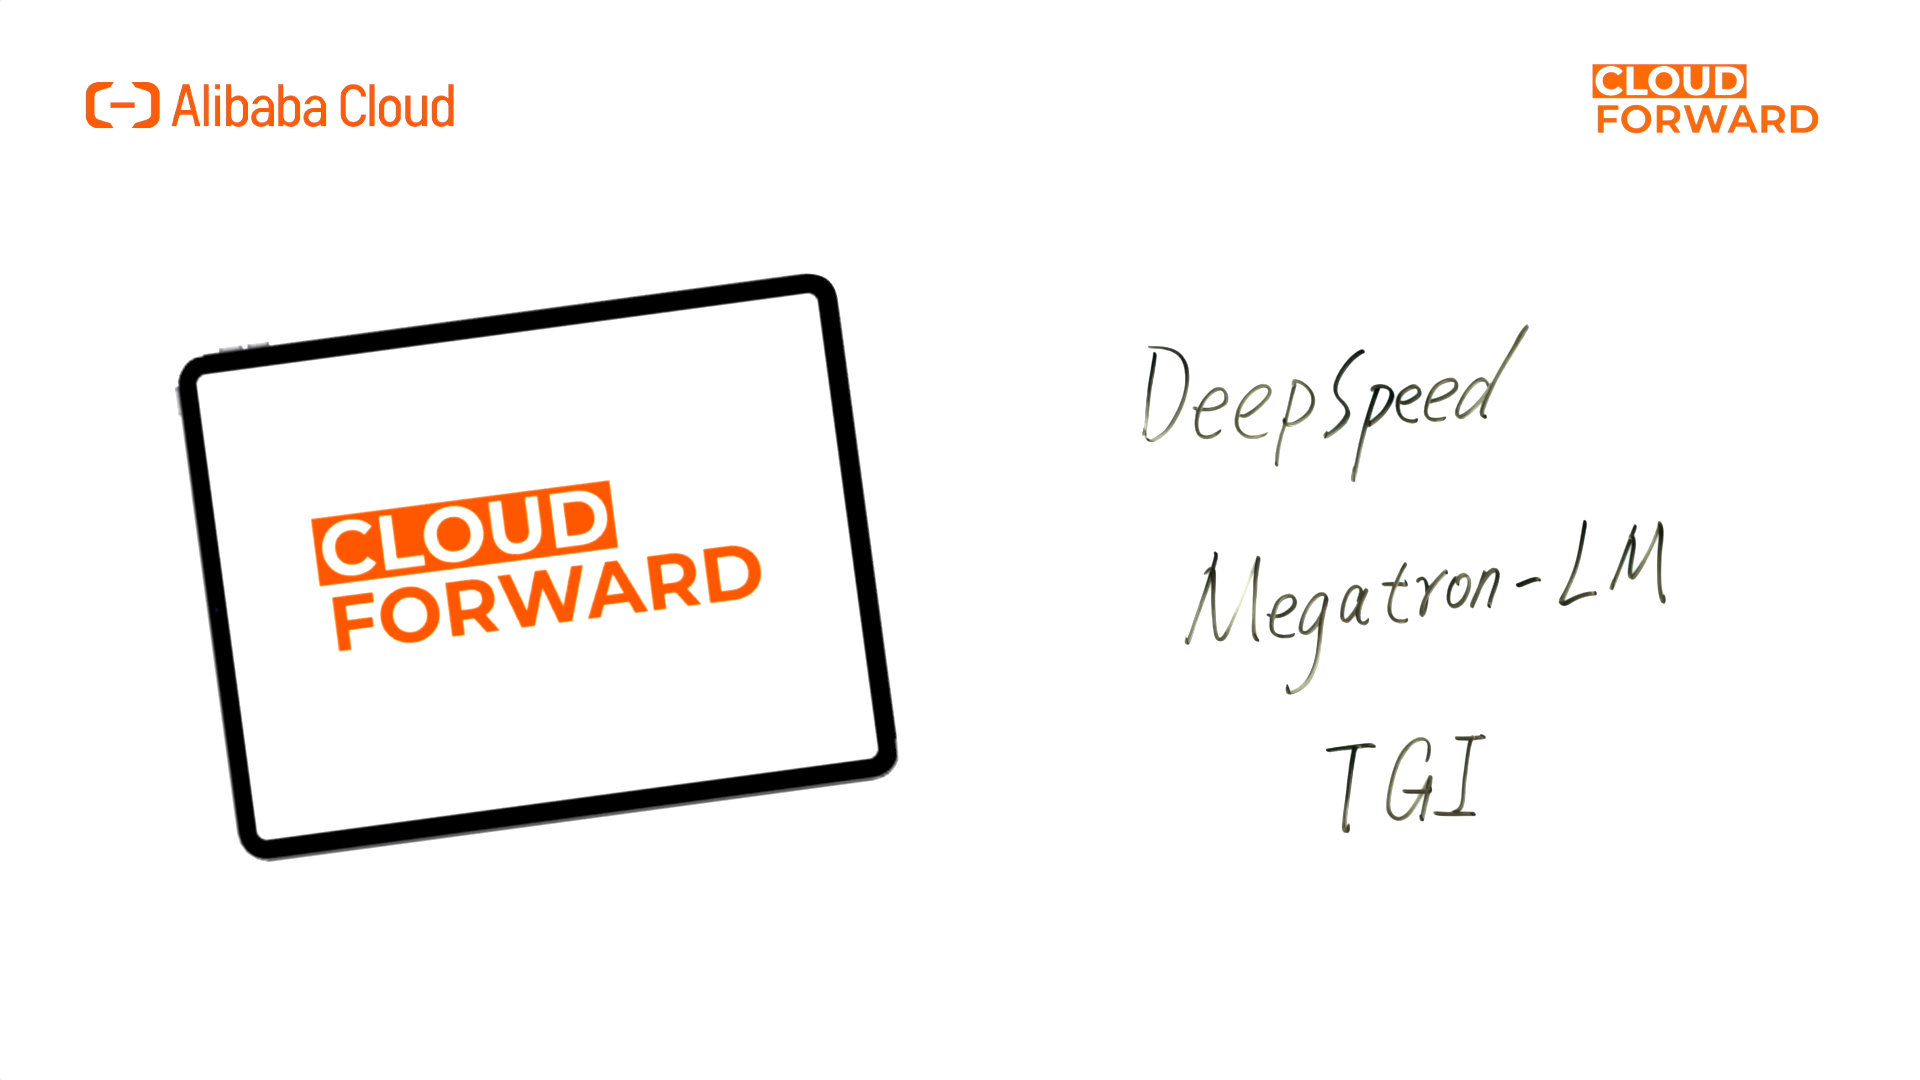 Alibaba Cloud
CLOUD
FORWARD
CLOUD
FORWARD
DeepSpeed
Megatron-LM
TGI